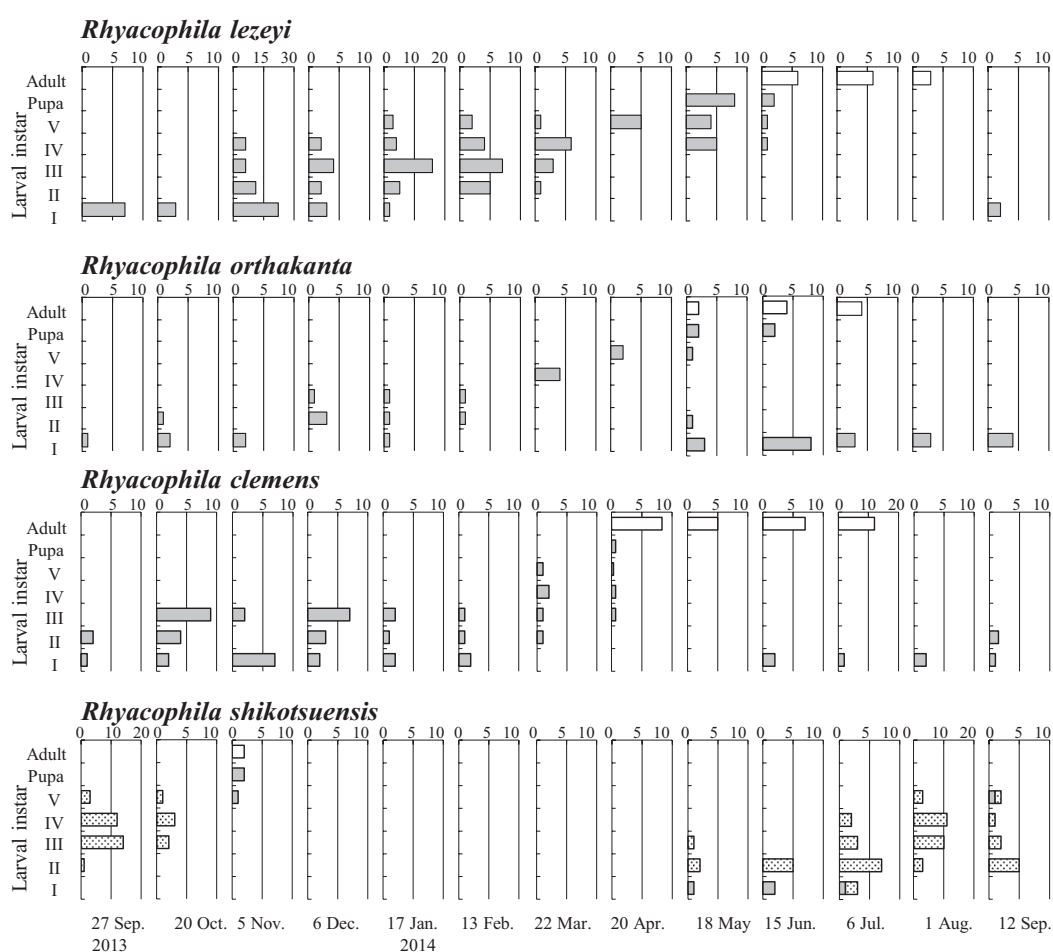 Rhyacophila lezeyi
0 5 10 0 5 10 0 15 30 0 5 10 0 10 20 0 5 10 0 5 10 0 5 10 0 5 10 0 5 10 0 5 10 0 5 10 0 5 10
Adult
Pupa
V
IV
III
II
I
Larval instar
Rhyacophila orthakanta
0 5 10 0 5 10 0 5 10 0 5 10 0 5 10 0 5 10 0 5 10 0 5 10 0 5 10 0 5 10 0 5 10 0 5 10 0 5 10
Adult
Pupa
V
IV
III
II
I
Larval instar
Rhyacophila clemens
0 5 10 0 5 10 0 5 10 0 5 10 0 5 10 0 5 10 0 5 10 0 5 10 0 5 10 0 5 10 0 10 20 0 5 10 0 5 10
Adult
Pupa
V
IV
III
II
I
Larval instar
Rhyacophila shikotsuensis
0 10 20 0 5 10 0 5 10 0 5 10 0 5 10 0 5 10 0 5 10 0 5 10 0 5 10 0 5 10 0 5 10 0 10 20 0 5 10
Adult
Pupa
V
IV
III
II
I
Larval instar
27 Sep. 20 Oct. 5 Nov. 6 Dec. 17 Jan. 13 Feb. 22 Mar. 20 Apr. 18 May 15 Jun. 6 Jul. 1 Aug. 12 Sep.
2013 2014